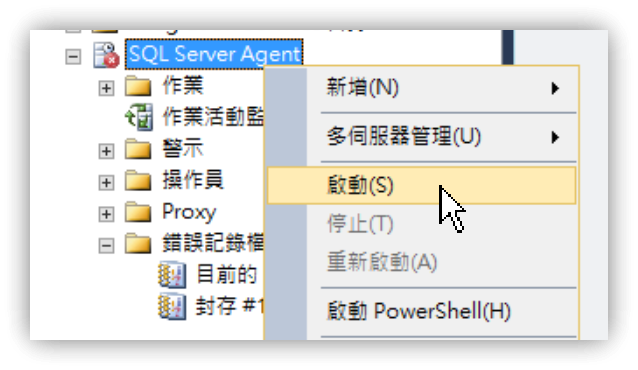 SQL Server Agent
作業
作業活動監
警示
操作員
Proxy
錯誤記錄檔
目前的
封存 #1
新增(N)
多伺服器管理(U)
啟動(S)
停止(T)
重新啟動(A)
啟動 PowerShell(H)